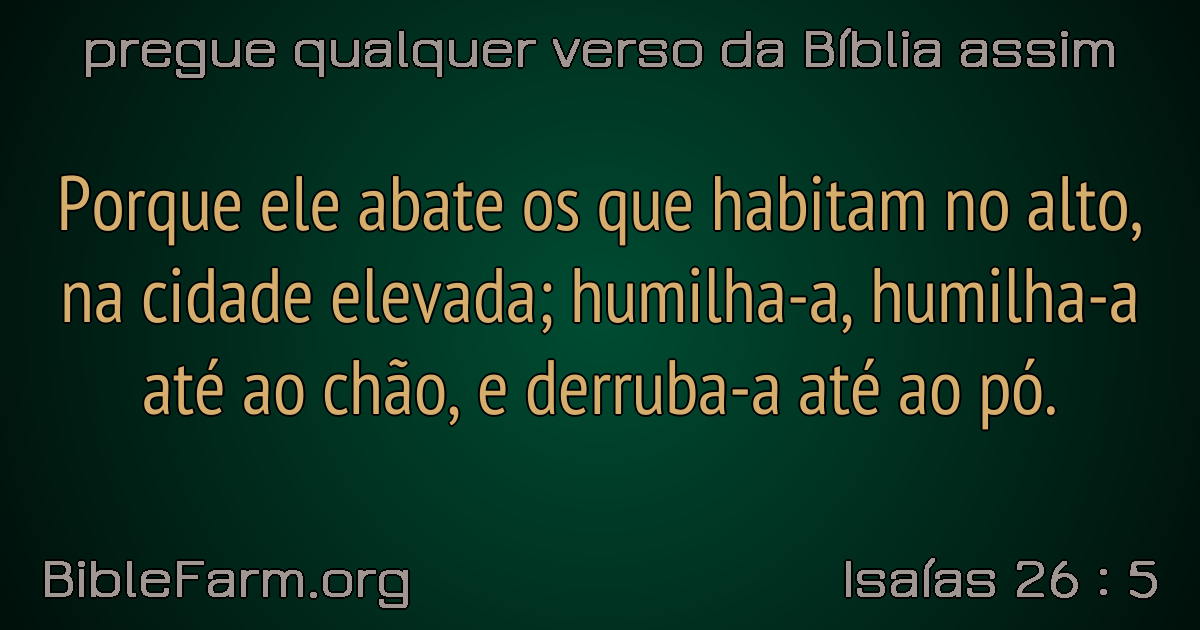 pregue qualquer verso da Bíblia assim
Porque ele abate os que habitam no alto,
na cidade elevada; humilha-a, humilha-a
até ao chão, e derruba-a até ao pó.
BibleFarm.org
Isaías 26 : 5